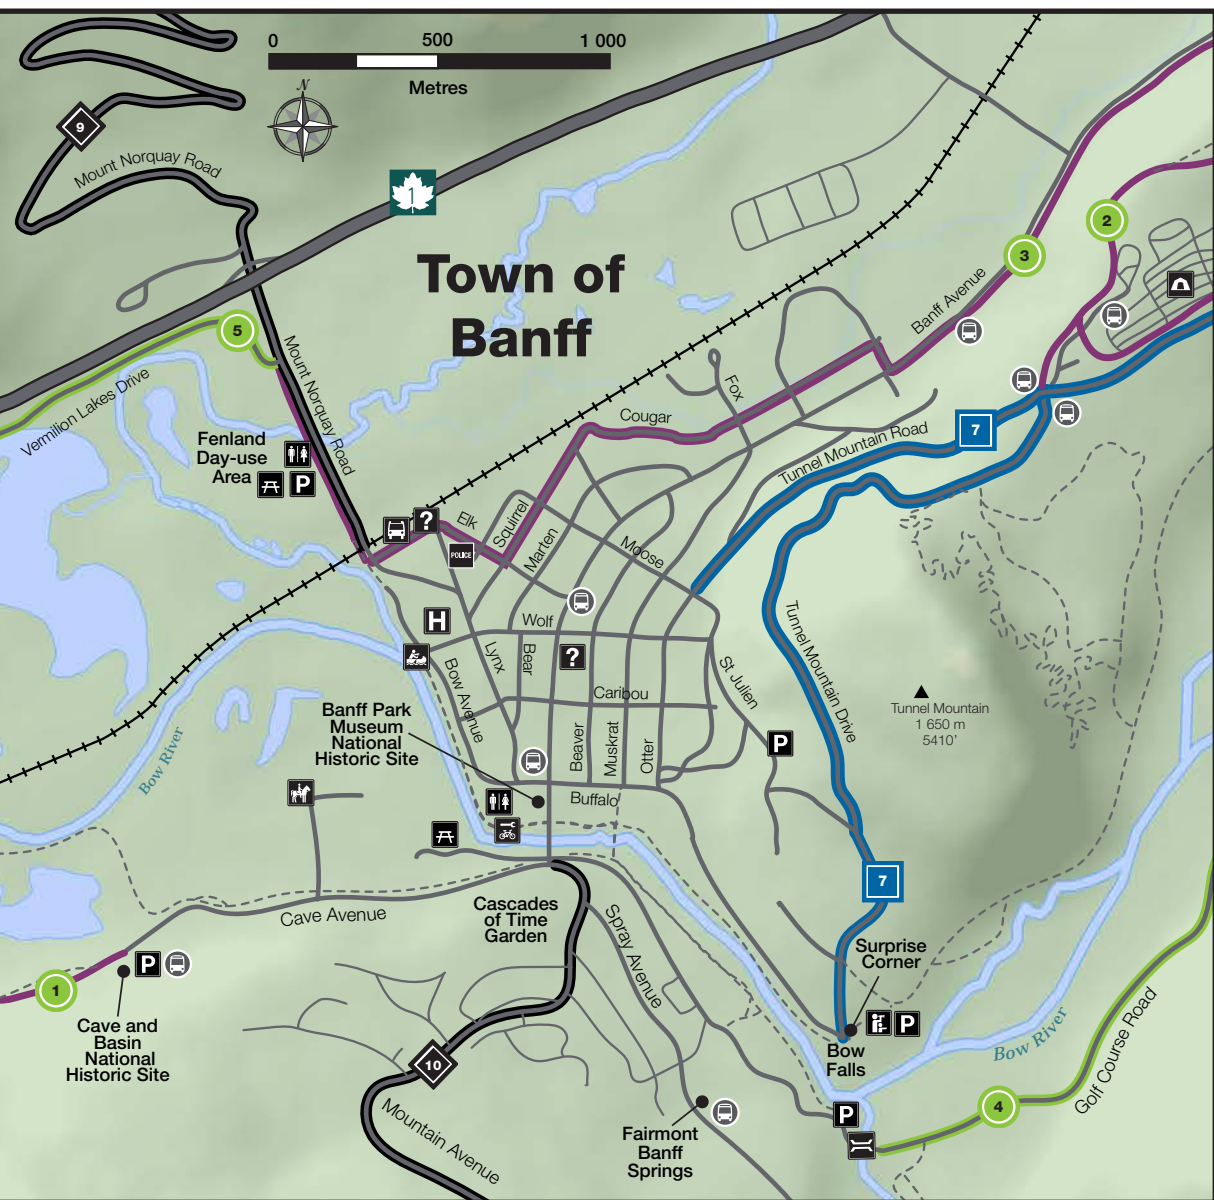 0
500
1 000
Metres
N
9
Mount Norquay Road
1
Town of
Banff
2
3
Banff Avenue
5
Mount Norquay Road
Vermilion Lakes Drive
Fenland
Day-use
Area
P
Fox
Cougar
7
Tunnel Mountain Road
?
Elk
Squirrel
POLICE
Marten
Moose
H
Wolf
?
Lynx
Bear
Bow Avenue
Caribou
St Julien
Tunnel Mountain Drive
Tunnel Mountain
1 650 m
5410'
Banff Park
Museum
National
Historic Site
Beaver
Muskrat
Otter
P
Bow River
Buffalo
7
Cave Avenue
Cascades
of Time
Garden
Spray Avenue
Surprise
Corner
P
P
1
Cave and
Basin
National
Historic Site
Bow
Falls
Bow River
Golf Course Road
10
Mountain Avenue
P
4
Fairmont
Banff
Springs